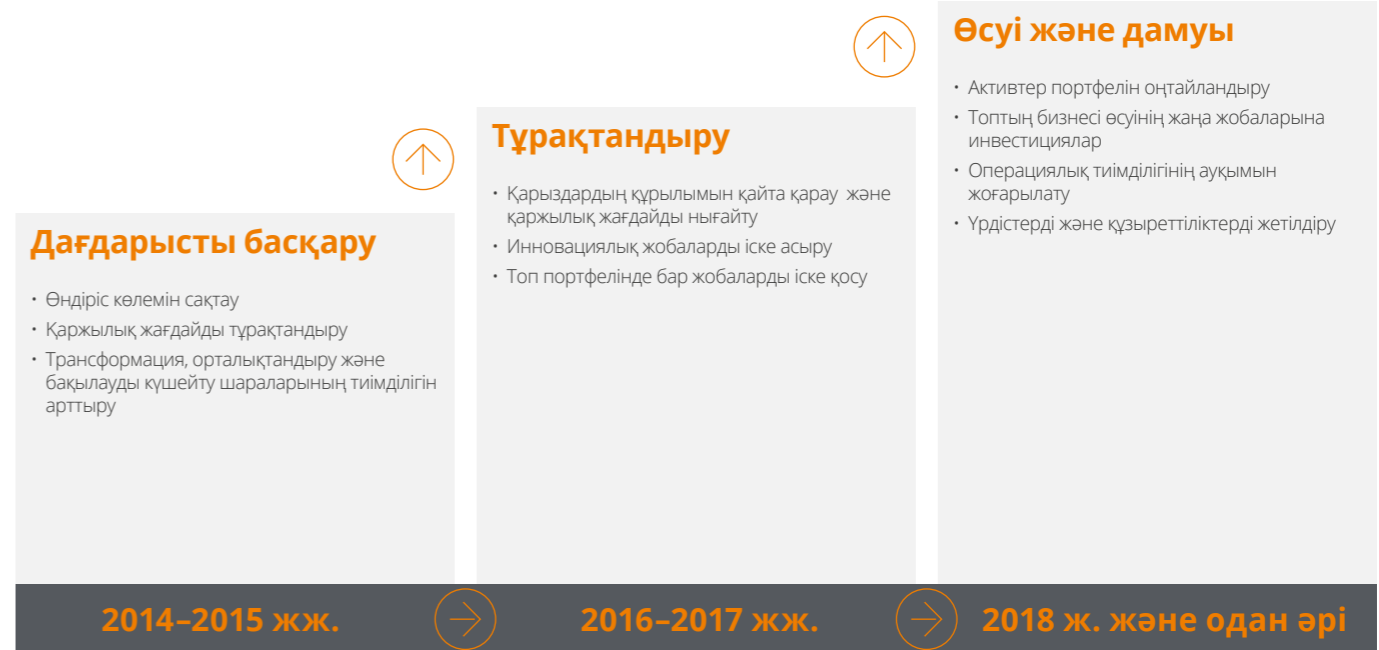 Дағдарысты басқару
• Өндіріс көлемін сақтау
• Қаржылық жағдайды тұрақтандыру
• Трансформация, орталықтандыру және
бақылауды күшейту шараларының тиімділігін
арттыру
2014–2015 жж.
Тұрақтандыру
• Қарыздардың құрылымын қайта қарау және
қаржылық жағдайды нығайту
• Инновациялық жобаларды іске асыру
• Топ портфелінде бар жобаларды іске қосу
2016–2017 жж.
Өсуі және дамуы
• Активтер портфелін оңтайландыру
• Топтың бизнесі өсуінің жаңа жобаларына
инвестициялар
• Операциялық тиімділігінің ауқымын
жоғарылату
• Үрдістерді және құзыреттіліктерді жетілдіру
2018 ж. және одан әрі